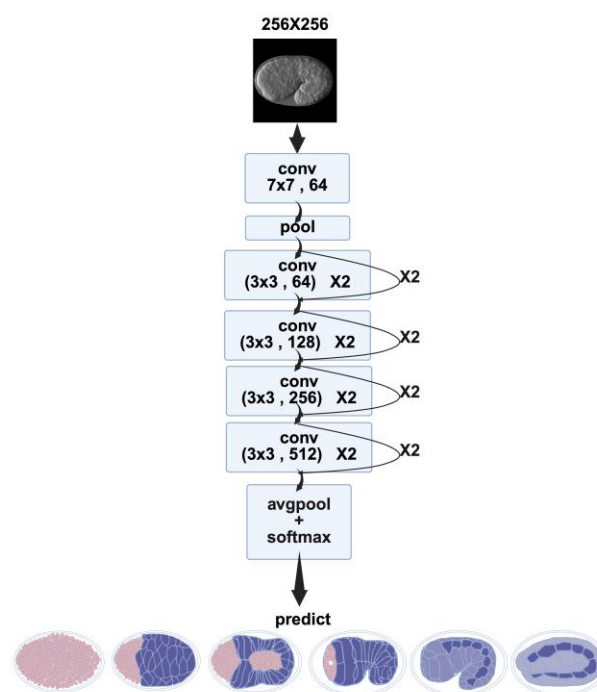 256X256
conv
7x7 , 64
pool
conv
(3x3 , 64) X2
X2
conv
(3x3 , 128) X2
X2
conv
(3x3 , 256) X2
X2
conv
(3x3 , 512) X2
X2
avgpool
+
softmax
predict